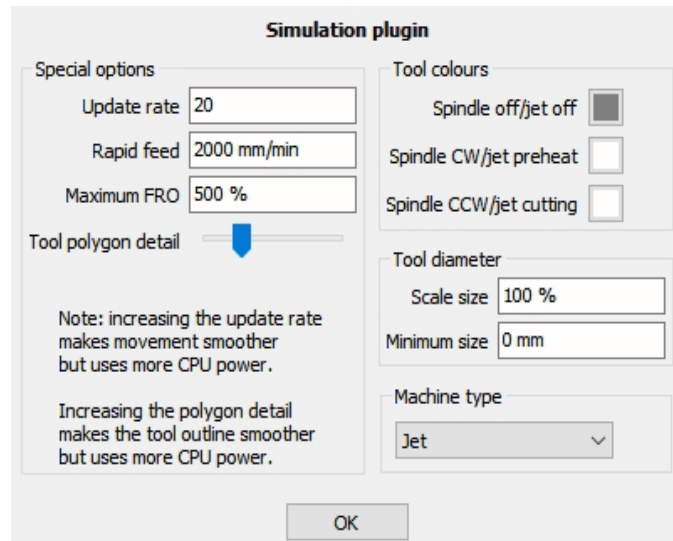 Simulation plugin
Special options
Update rate 20
Rapid feed 2000 mm/min
Maximum FRO 500 %
Tool polygon detail
Note: increasing the update rate
makes movement smoother
but uses more CPU power.
Increasing the polygon detail
makes the tool outline smoother
but uses more CPU power.
Tool colours
Spindle off/jet off
Spindle CW/jet preheat
Spindle CCW/jet cutting
Tool diameter
Scale size 100 %
Minimum size 0 mm
Machine type
Jet
OK